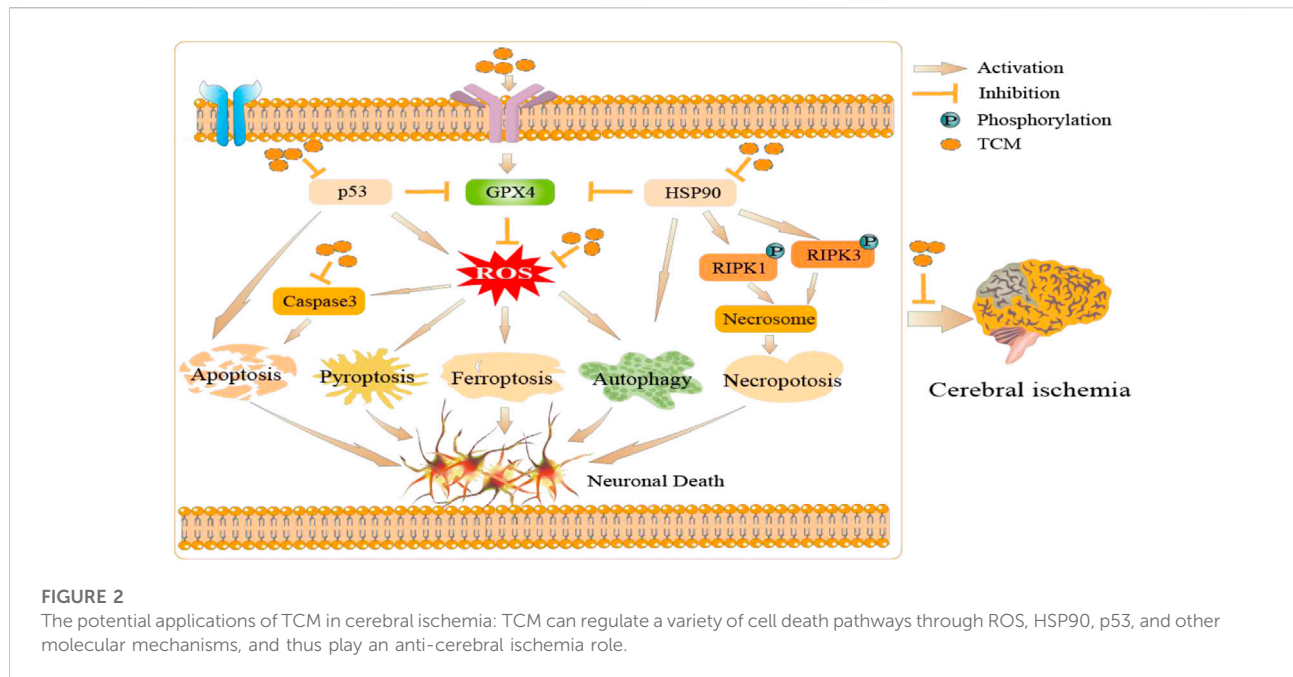 Activation
Inhibition
P Phosphorylation
TCM
p53
GPX4
HSP90
ROS
RIPK1
P
RIPK3
P
Caspase3
Necrosome
Apoptosis
Pyroptosis
Ferroptosis
Autophagy
Necropotosis
Neuronal Death
Cerebral ischemia
FIGURE 2
The potential applications of TCM in cerebral ischemia: TCM can regulate a variety of cell death pathways through ROS, HSP90, p53, and other
molecular mechanisms, and thus play an anti-cerebral ischemia role.